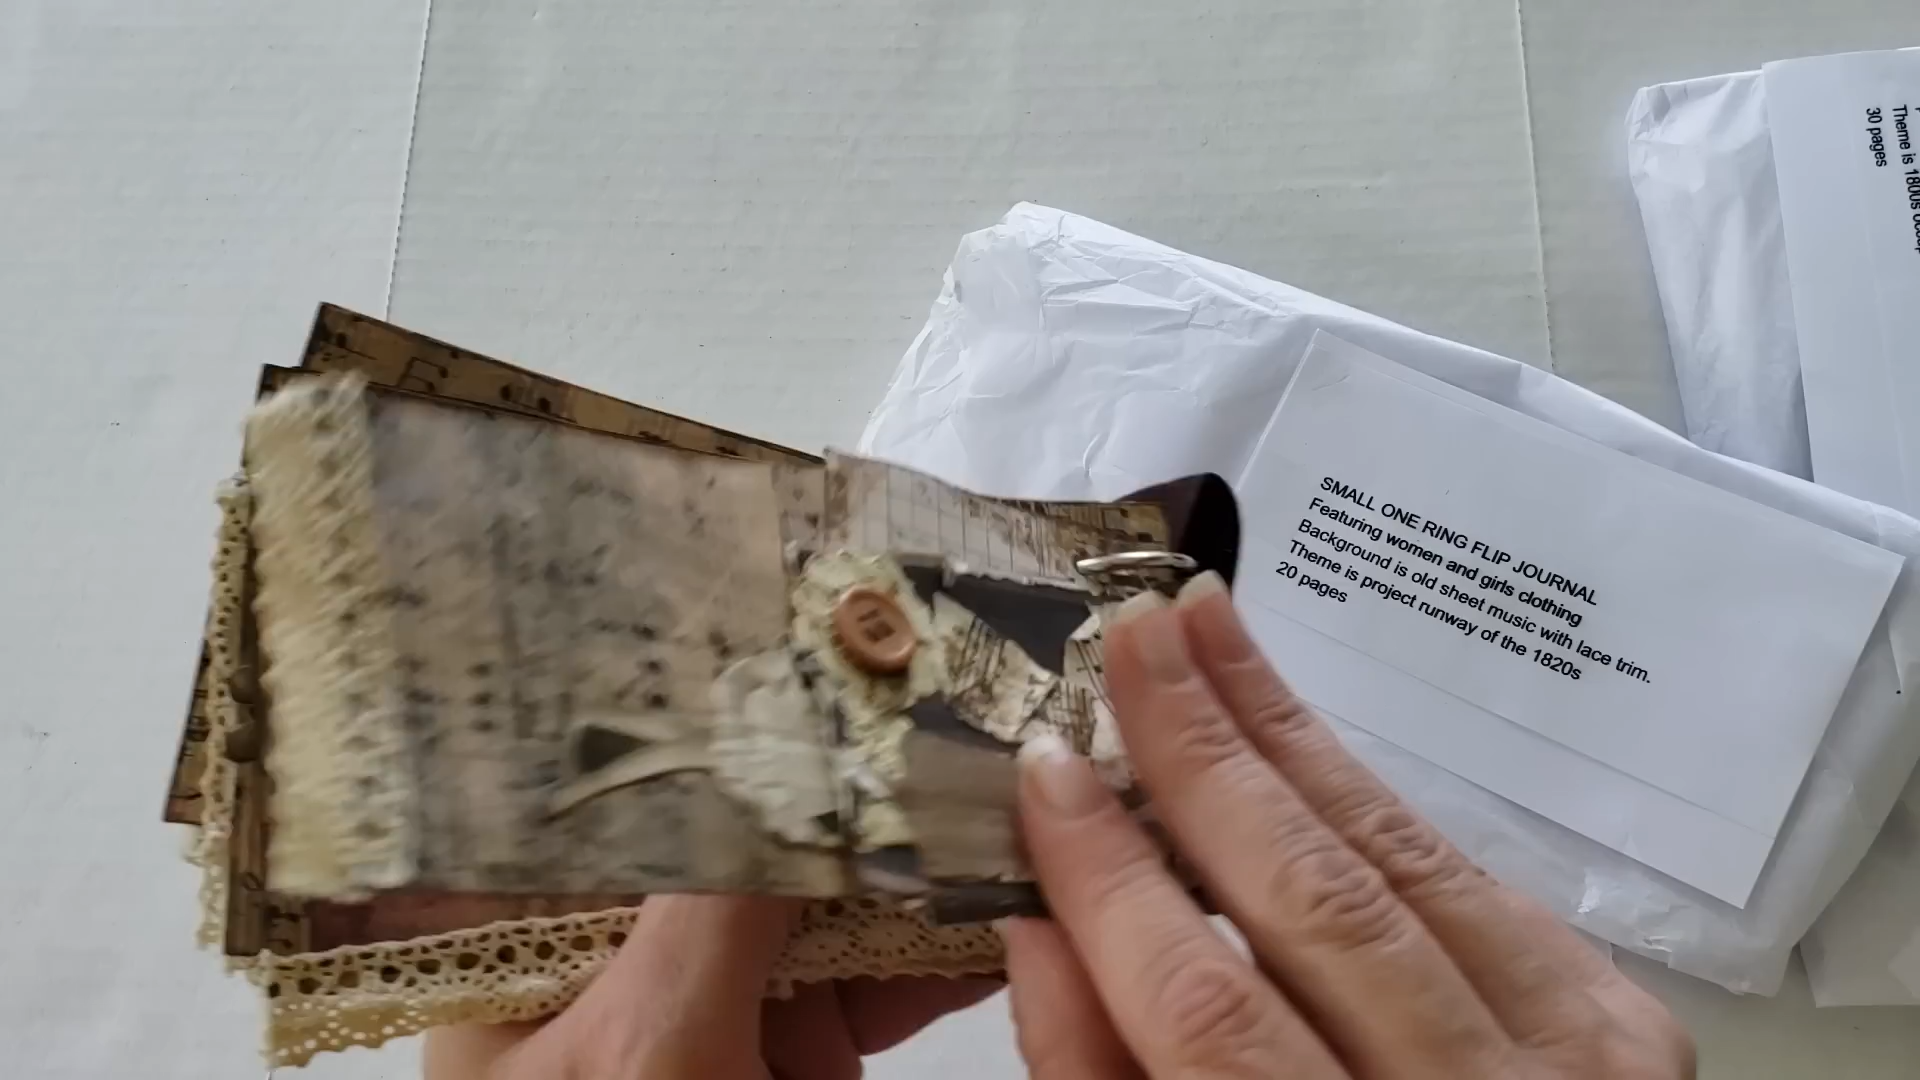 SMALL ONE RING FLIP JOURNAL
Featuring women and girls clothing
Background is old sheet music with lace trim.
Theme is project runway of the 1820s
20 pages
Theme is 1800s
30 pages